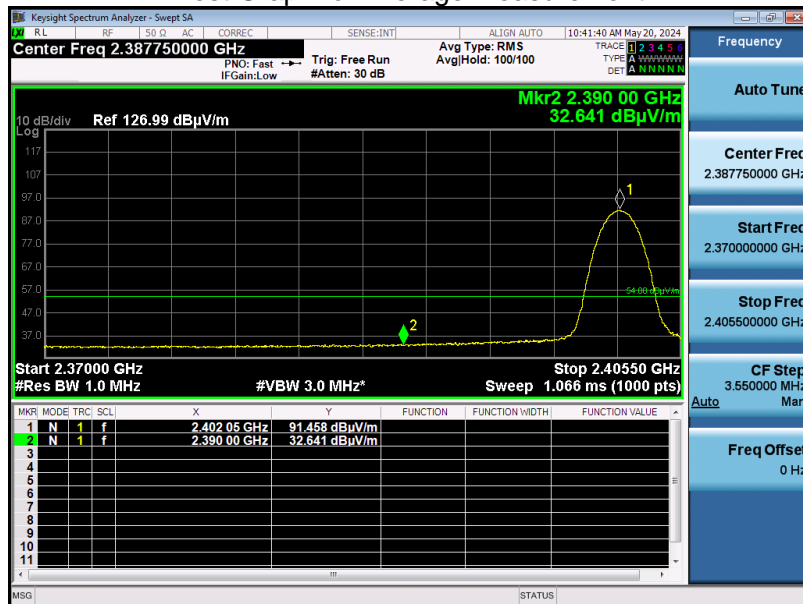 Keysight Spectrum Analyzer - Swept SA
RL RF 50 Ω AC CORREC SENSE:INT ALIGN AUTO 10:41:40 AM May 20, 2024
Center Freq 2.387750000 GHz
PNO: Fast
IFGain:Low
Trig: Free Run
#Atten: 30 dB
Avg Type: RMS
Avg|Hold: 100/100
TRACE 1 2 3 4 5 6
TYPE A WWWWW
DET A N N N N N
Mkr2 2.390 00 GHz
32.641 dBµV/m
10 dB/div Ref 126.99 dBµV/m
Log
117
107
97.0
87.0
77.0
67.0
57.0
47.0
37.0
1
2
54.00 dBµV/m
Start 2.37000 GHz Stop 2.40550 GHz
#Res BW 1.0 MHz #VBW 3.0 MHz* Sweep 1.066 ms (1000 pts)
MKR MODE TRC SCL X Y FUNCTION FUNCTION WIDTH FUNCTION VALUE
1 N 1 f 2.402 05 GHz 91.458 dBµV/m
2 N 1 f 2.390 00 GHz 32.641 dBµV/m
3
4
5
6
7
8
9
10
11
MSG STATUS
Frequency
Auto Tune
Center Freq
2.387750000 GHz
Start Freq
2.370000000 GHz
Stop Freq
2.405500000 GHz
CF Step
3.550000 MHz
Auto Man
Freq Offset
0 Hz